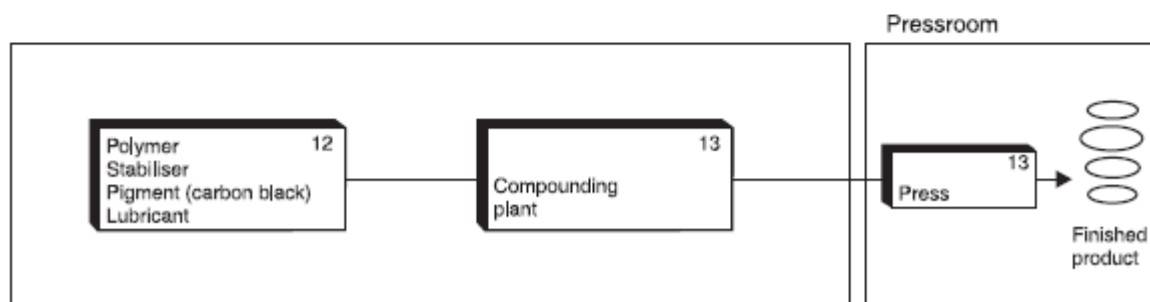 Pressroom
Polymer 12
Stabiliser
Pigment (carbon black)
Lubricant
13
Compounding
plant
13
Press
Finished
product